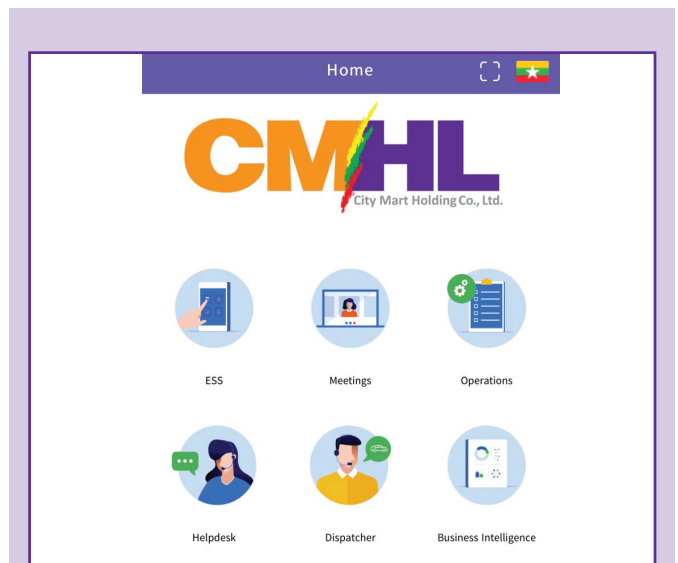 Home
CMHL
City Mart Holding Co., Ltd.
ESS
Meetings
Operations
Helpdesk
Dispatcher
Business Intelligence